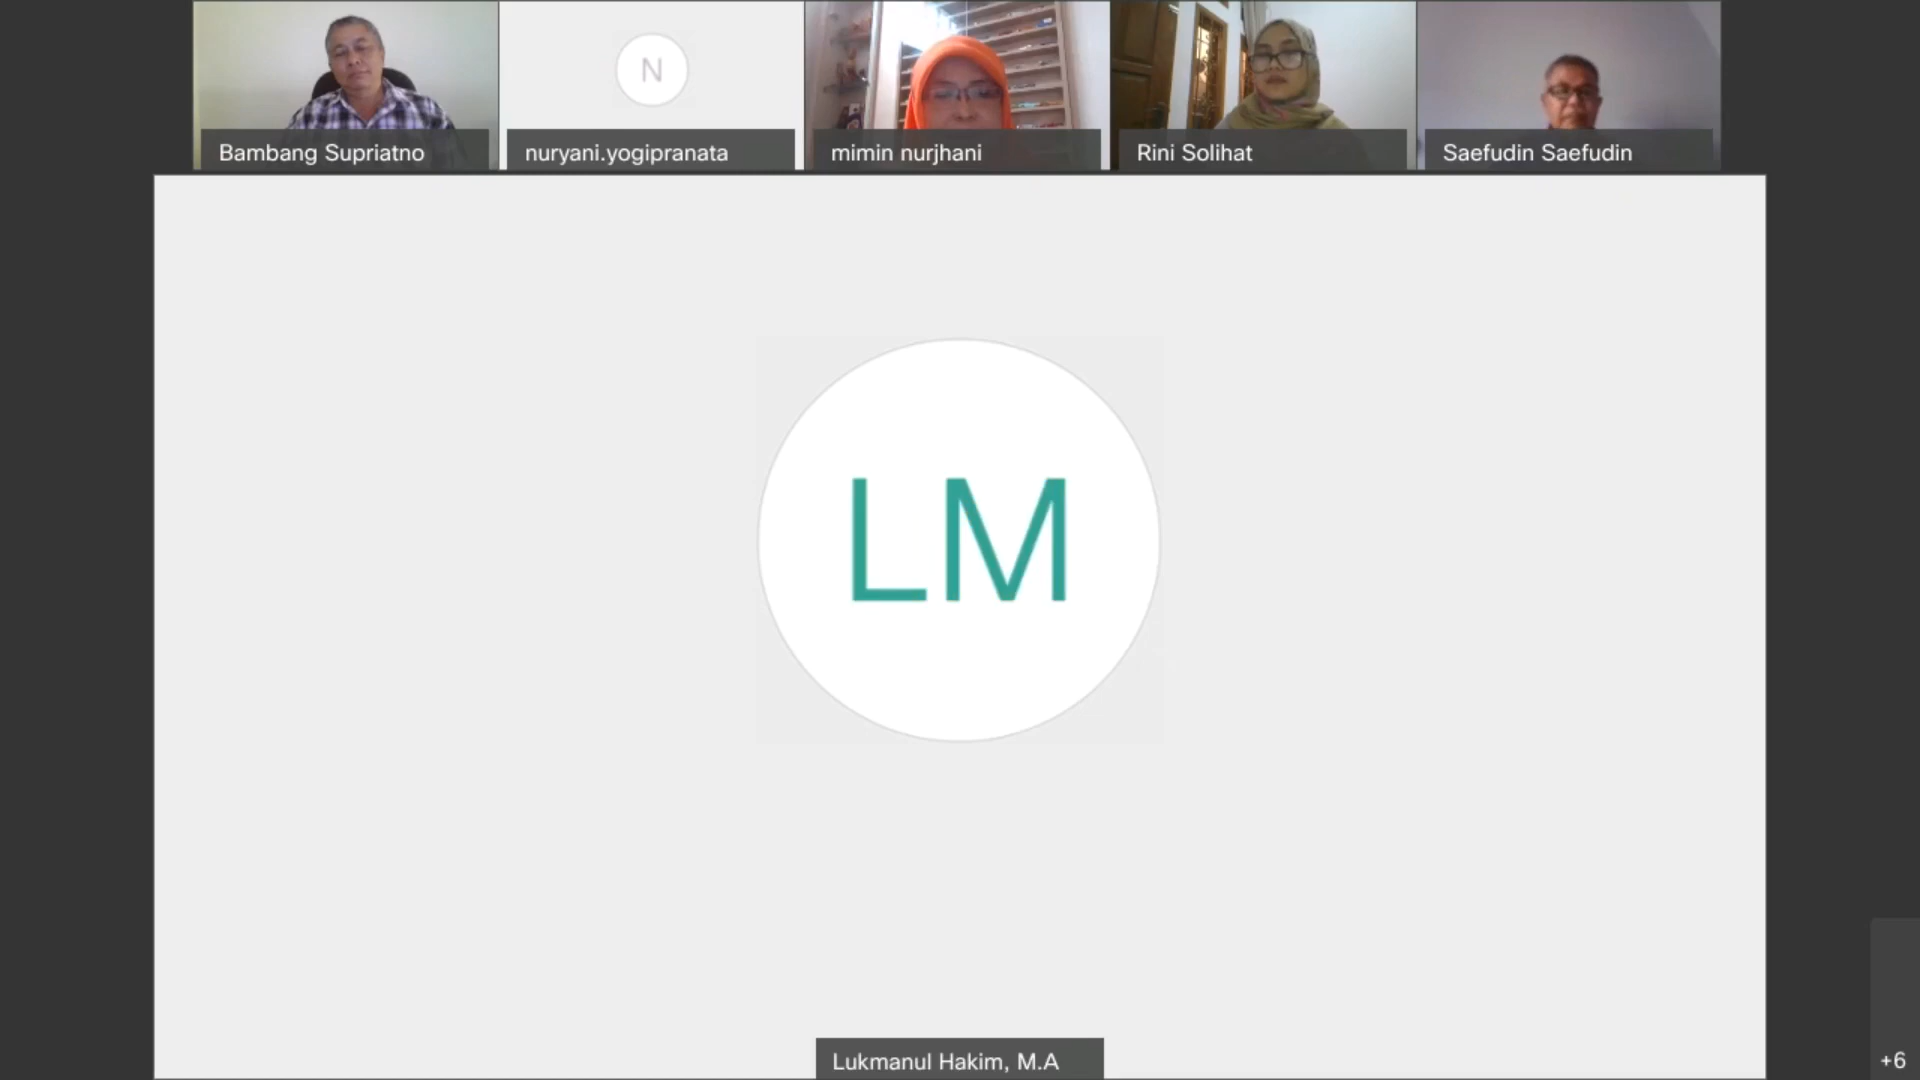 N
Bambang Supriatno
nuryani.yogipranata
mimin nurjhani
Rini Solihat
Saefudin Saefudin
LM
Lukmanul Hakim, M.A
+6